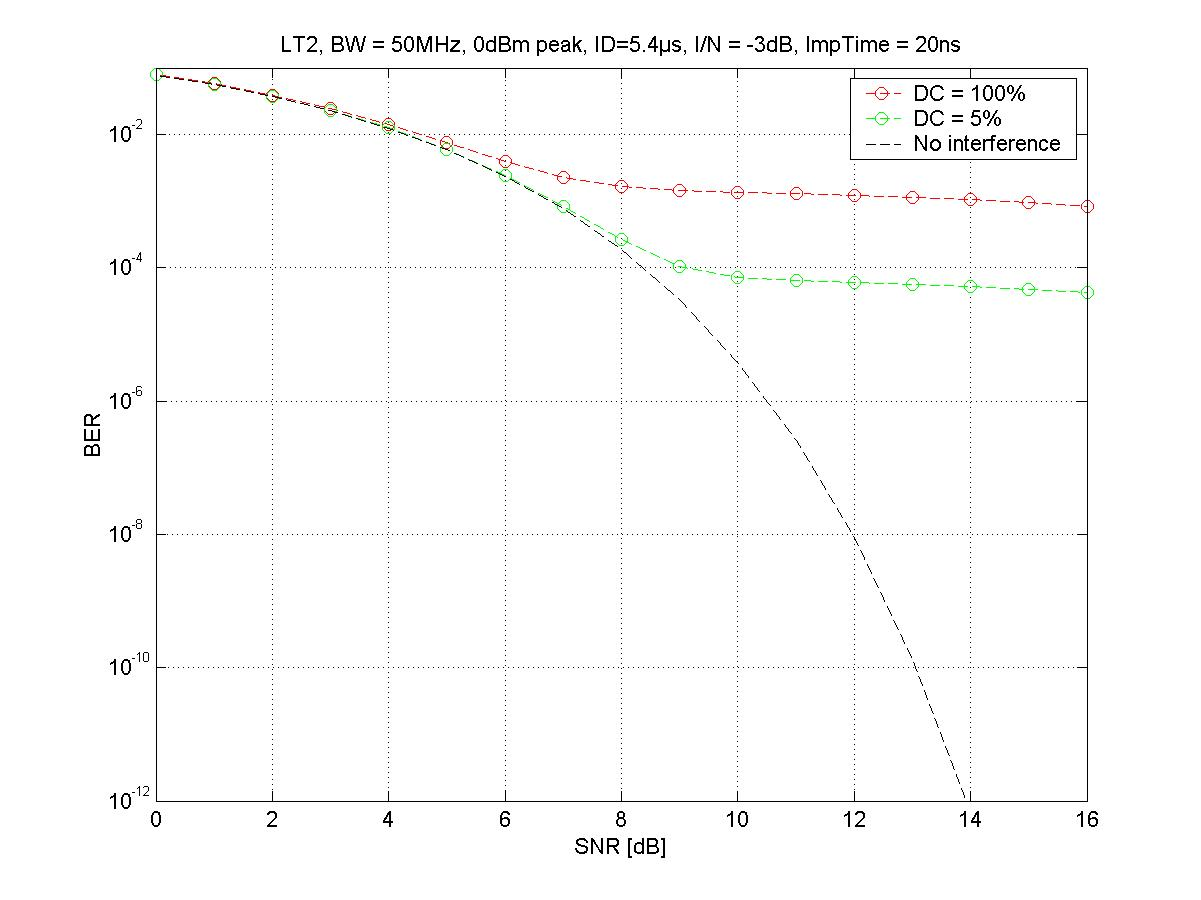 LT2, BW = 50MHz, 0dBm peak, ID=5.4µs, I/N = -3dB, ImpTime = 20ns
DC = 100%
DC = 5%
No interference
10^-2
10^-4
10^-6
10^-8
10^-10
10^-12
BER
0 2 4 6 8 10 12 14 16
SNR [dB]